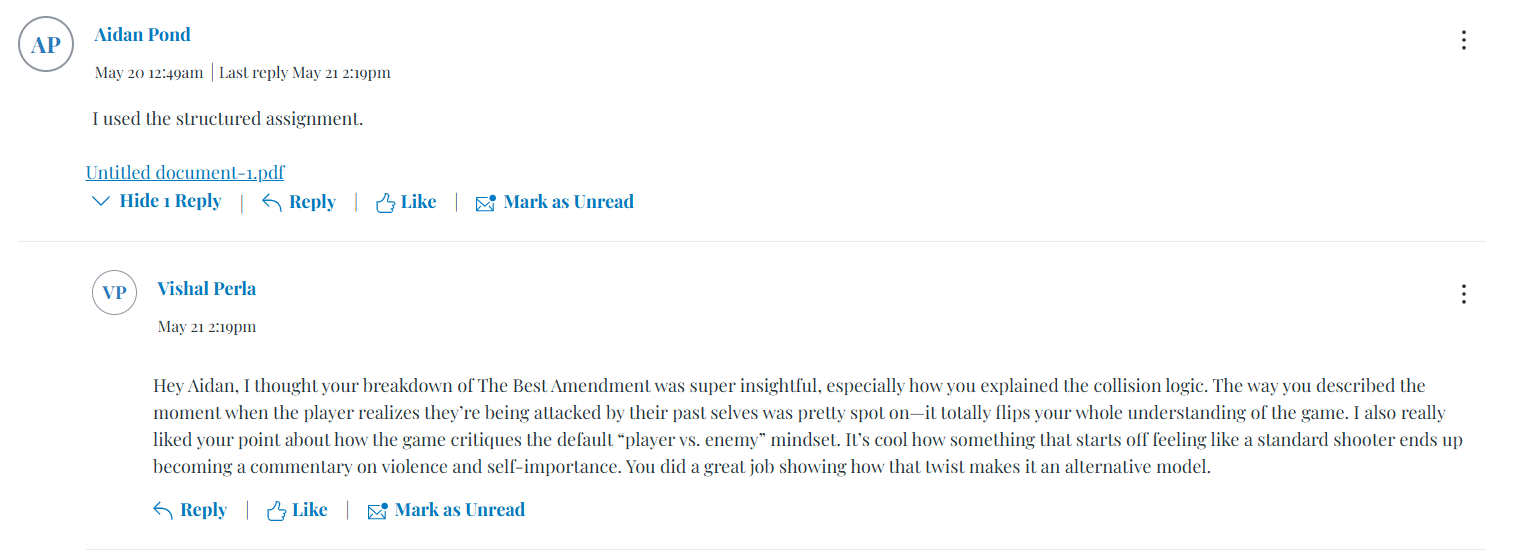 AP
Aidan Pond
May 20 12:49am | Last reply May 21 2:19pm
I used the structured assignment.
Untitled document-1.pdf
Hide 1 Reply | Reply | Like | Mark as Unread
VP
Vishal Perla
May 21 2:19pm
Hey Aidan, I thought your breakdown of The Best Amendment was super insightful, especially how you explained the collision logic. The way you described the
moment when the player realizes they’re being attacked by their past selves was pretty spot on—it totally flips your whole understanding of the game. I also really
liked your point about how the game critiques the default “player vs. enemy” mindset. It’s cool how something that starts off feeling like a standard shooter ends up
becoming a commentary on violence and self-importance. You did a great job showing how that twist makes it an alternative model.
Reply | Like | Mark as Unread